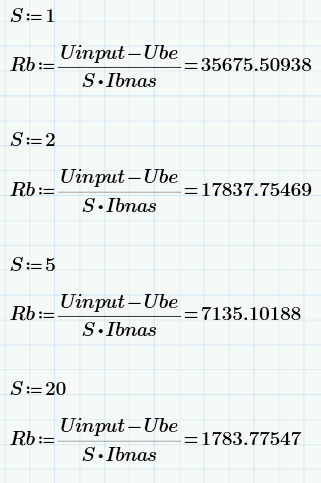 S:=1
Rb:=(Uinput−Ube)/(S·Ibnas)=35675.50938
S:=2
Rb:=(Uinput−Ube)/(S·Ibnas)=17837.75469
S:=5
Rb:=(Uinput−Ube)/(S·Ibnas)=7135.10188
S:=20
Rb:=(Uinput−Ube)/(S·Ibnas)=1783.77547